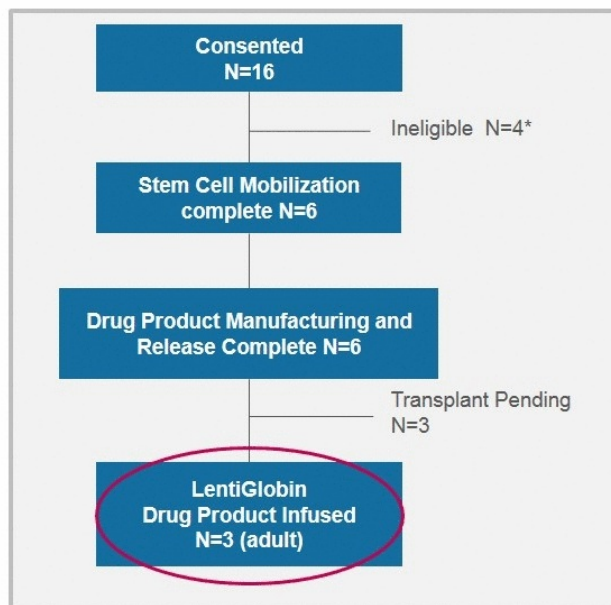 Consented
N=16
Ineligible N=4*
Stem Cell Mobilization
complete N=6
Drug Product Manufacturing and
Release Complete N=6
Transplant Pending
N=3
LentiGlobin
Drug Product Infused
N=3 (adult)